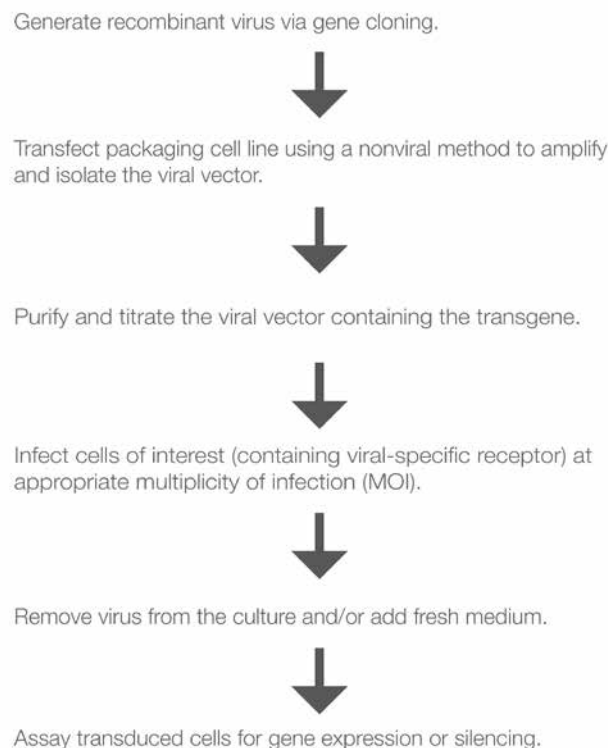 Generate recombinant virus via gene cloning.
Transfect packaging cell line using a nonviral method to amplify
and isolate the viral vector.
Purify and titrate the viral vector containing the transgene.
Infect cells of interest (containing viral-specific receptor) at
appropriate multiplicity of infection (MOI).
Remove virus from the culture and/or add fresh medium.
Assay transduced cells for gene expression or silencing.